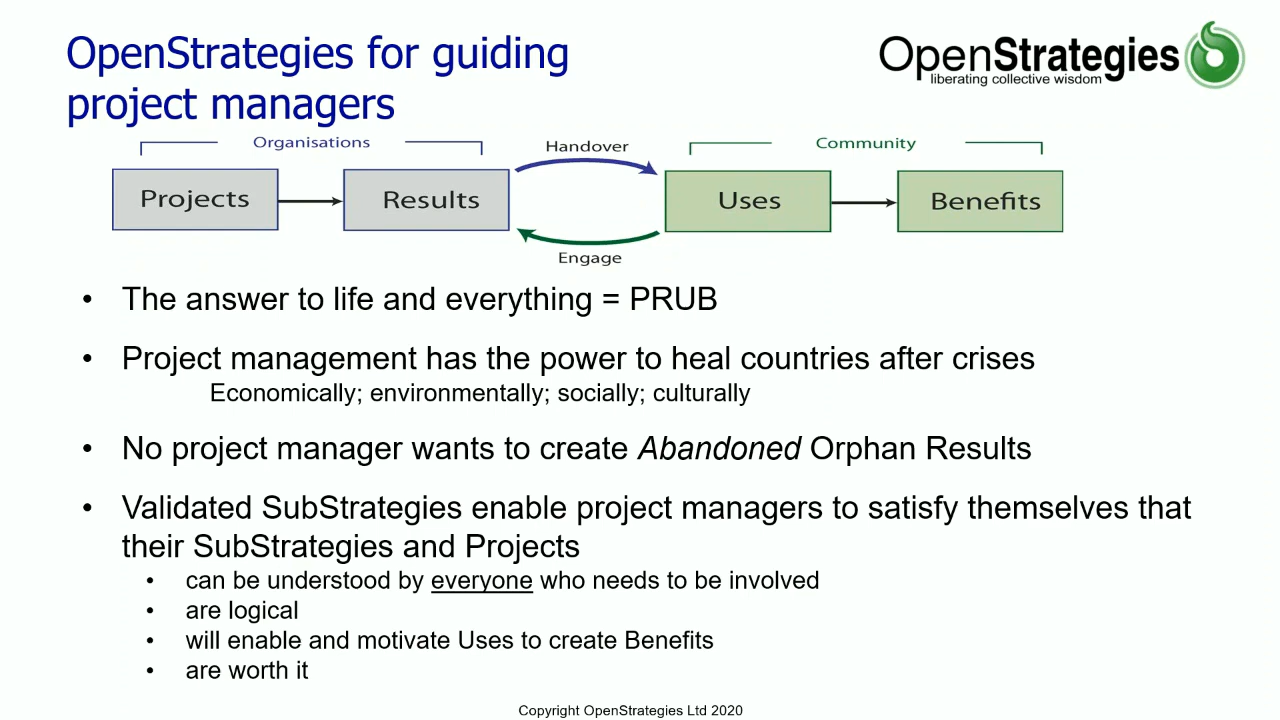 OpenStrategies for guiding
project managers
OpenStrategies
liberating collective wisdom
Organisations
Handover
Community
Projects
Results
Uses
Benefits
Engage
• The answer to life and everything = PRUB
• Project management has the power to heal countries after crises
Economically; environmentally; socially; culturally
• No project manager wants to create Abandoned Orphan Results
• Validated SubStrategies enable project managers to satisfy themselves that
their SubStrategies and Projects
• can be understood by everyone who needs to be involved
• are logical
• will enable and motivate Uses to create Benefits
• are worth it
Copyright OpenStrategies Ltd 2020